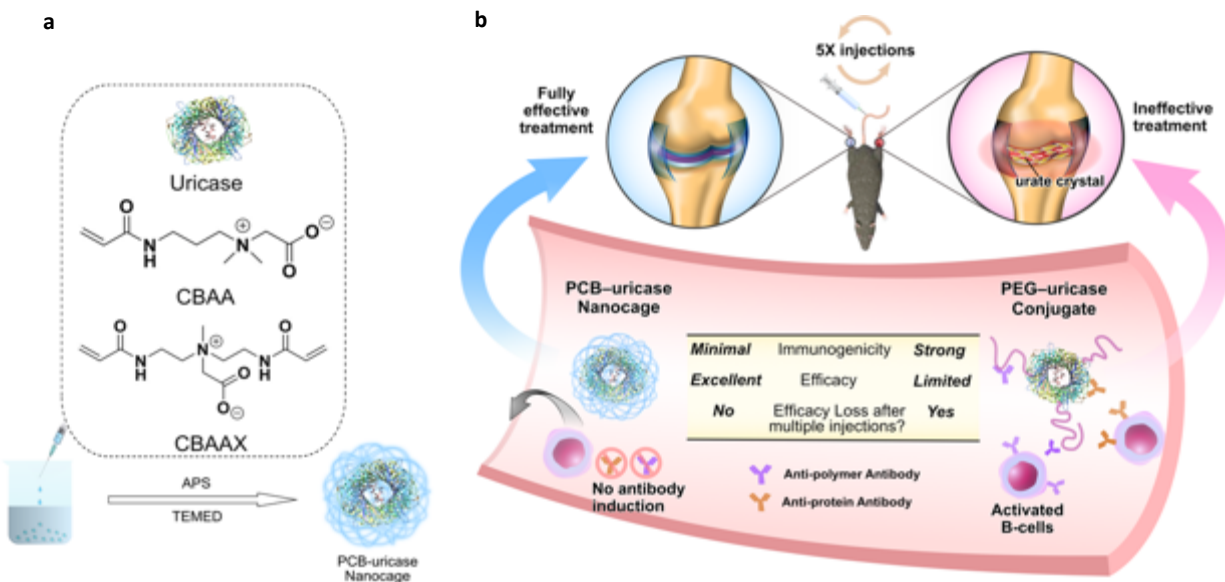 a
Uricase
O
N
H
N
⊕
O
⊖
O
CBAA
O
N
H
N
⊕
N
H
O
O
O
⊖
CBAAX
APS
TEMED
PCB-uricase
Nanocage
b
5X injections
Fully
effective
treatment
Ineffective
treatment
urate crystal
PCB–uricase
Nanocage
PEG–uricase
Conjugate
Minimal Immunogenicity Strong
Excellent Efficacy Limited
No Efficacy Loss after Yes
multiple injections?
No antibody
induction
Anti-polymer Antibody
Anti-protein Antibody
Activated
B-cells